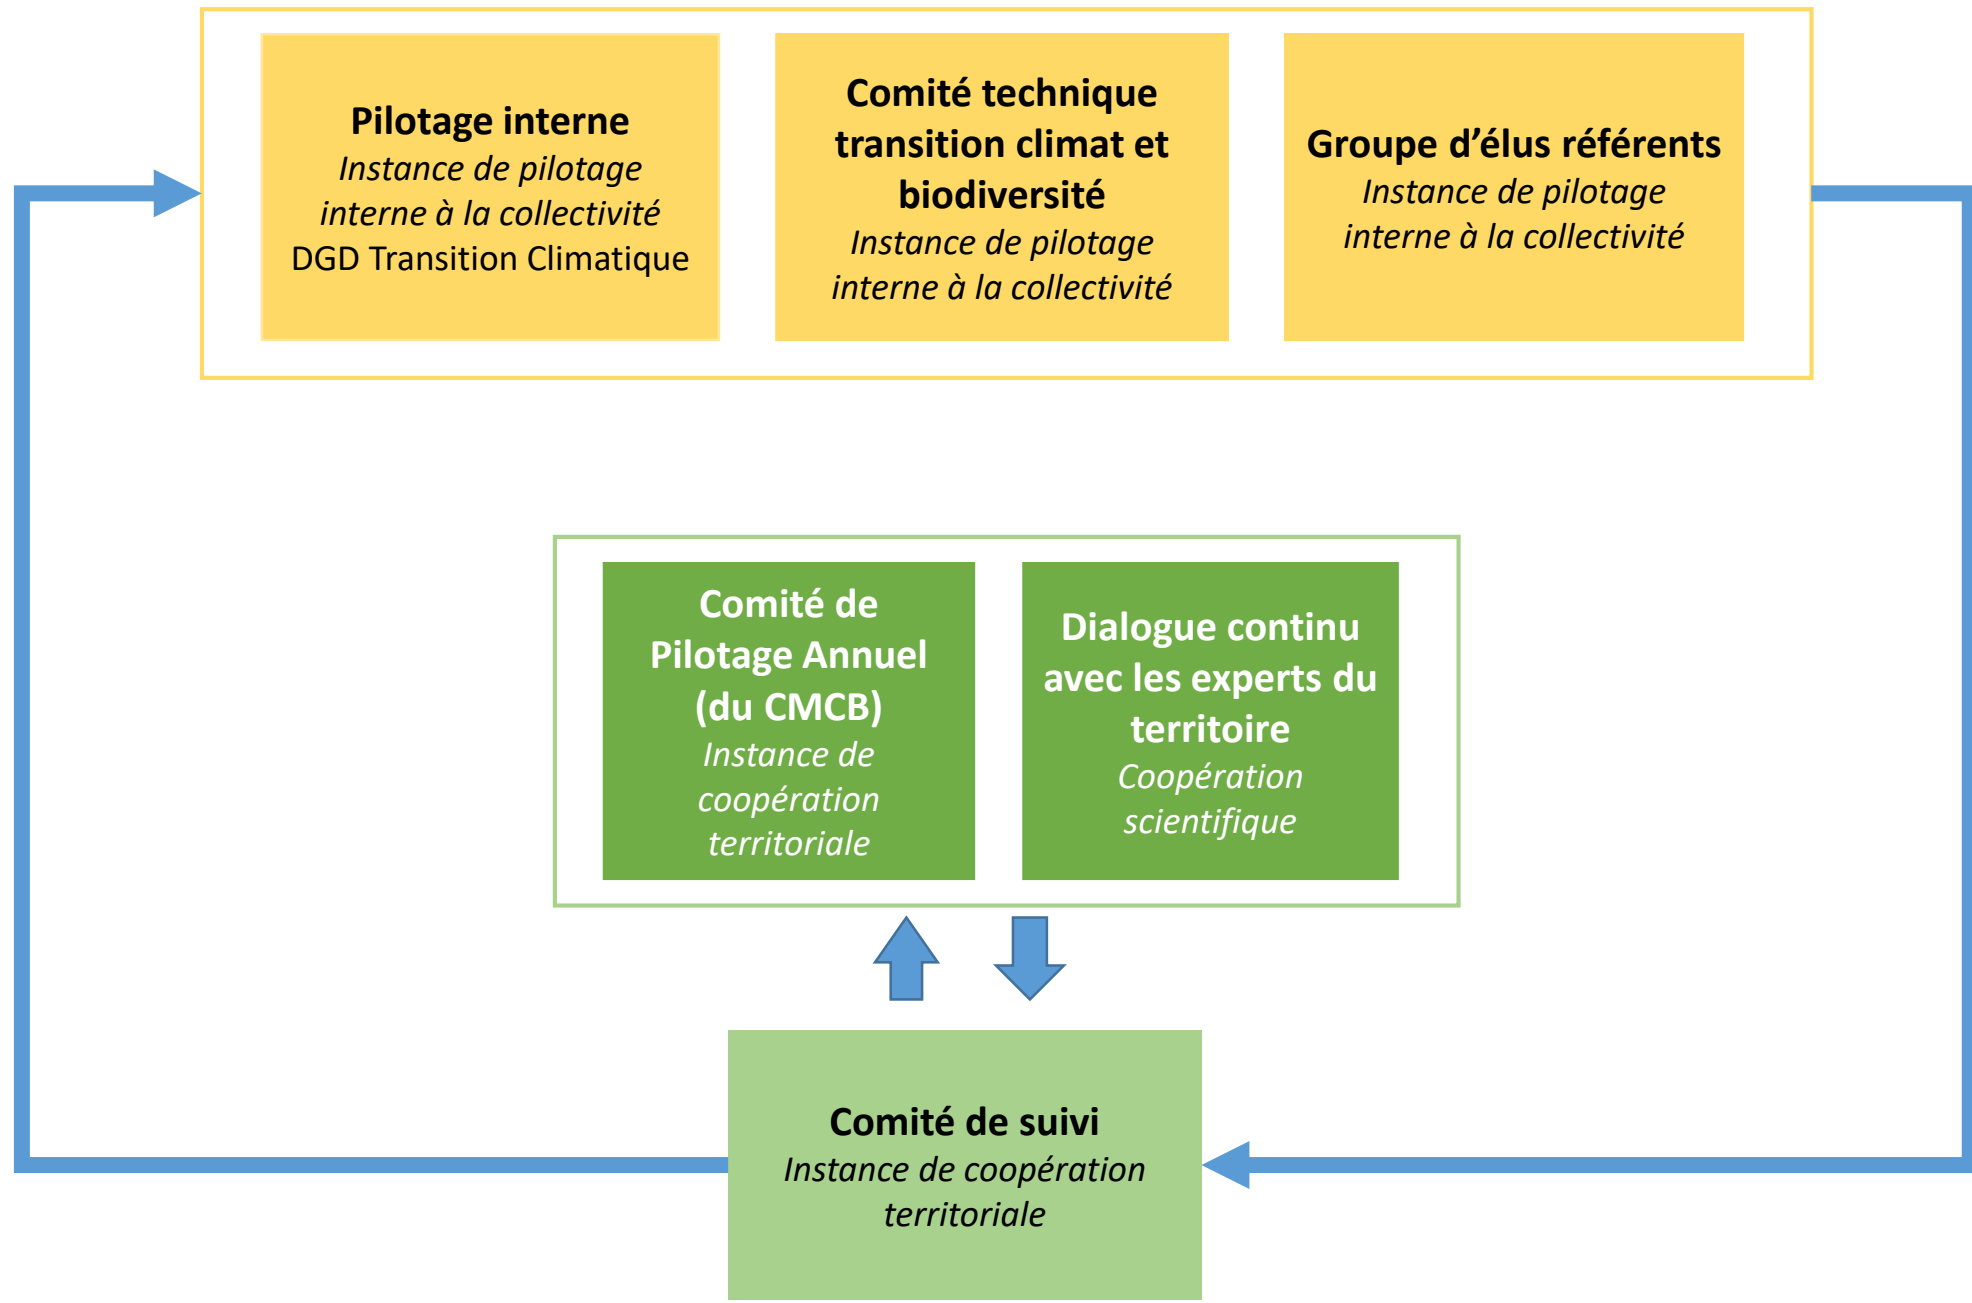 Pilotage interne
Instance de pilotage
interne à la collectivité
DGD Transition Climatique
Comité technique
transition climat et
biodiversité
Instance de pilotage
interne à la collectivité
Groupe d’élus référents
Instance de pilotage
interne à la collectivité
Comité de
Pilotage Annuel
(du CMCB)
Instance de
coopération
territoriale
Dialogue continu
avec les experts du
territoire
Coopération
scientifique
Comité de suivi
Instance de coopération
territoriale